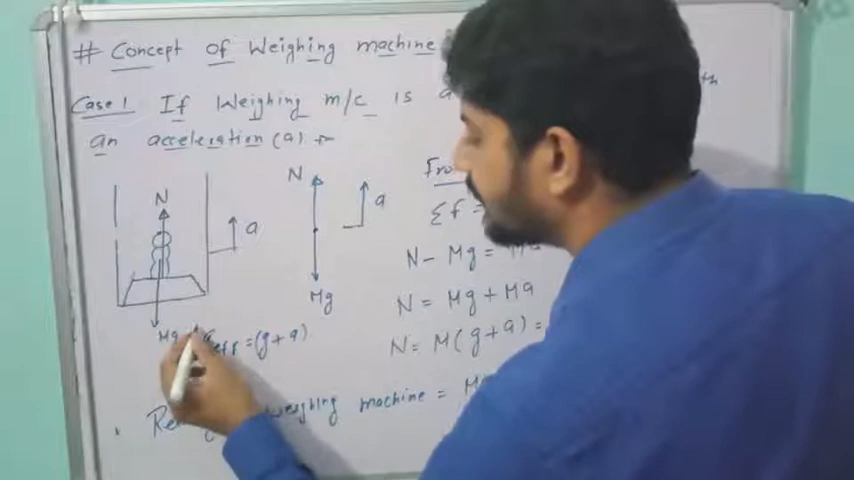 # Concept of Weighing machine
Case 1 If Weighing m/c is
an acceleration (a) :-
N
a
Mg
geff = (g+a)
N
a
Mg
Σf =
N - Mg = Ma
N = Mg + Ma
N = M(g+a) =
weighing machine =